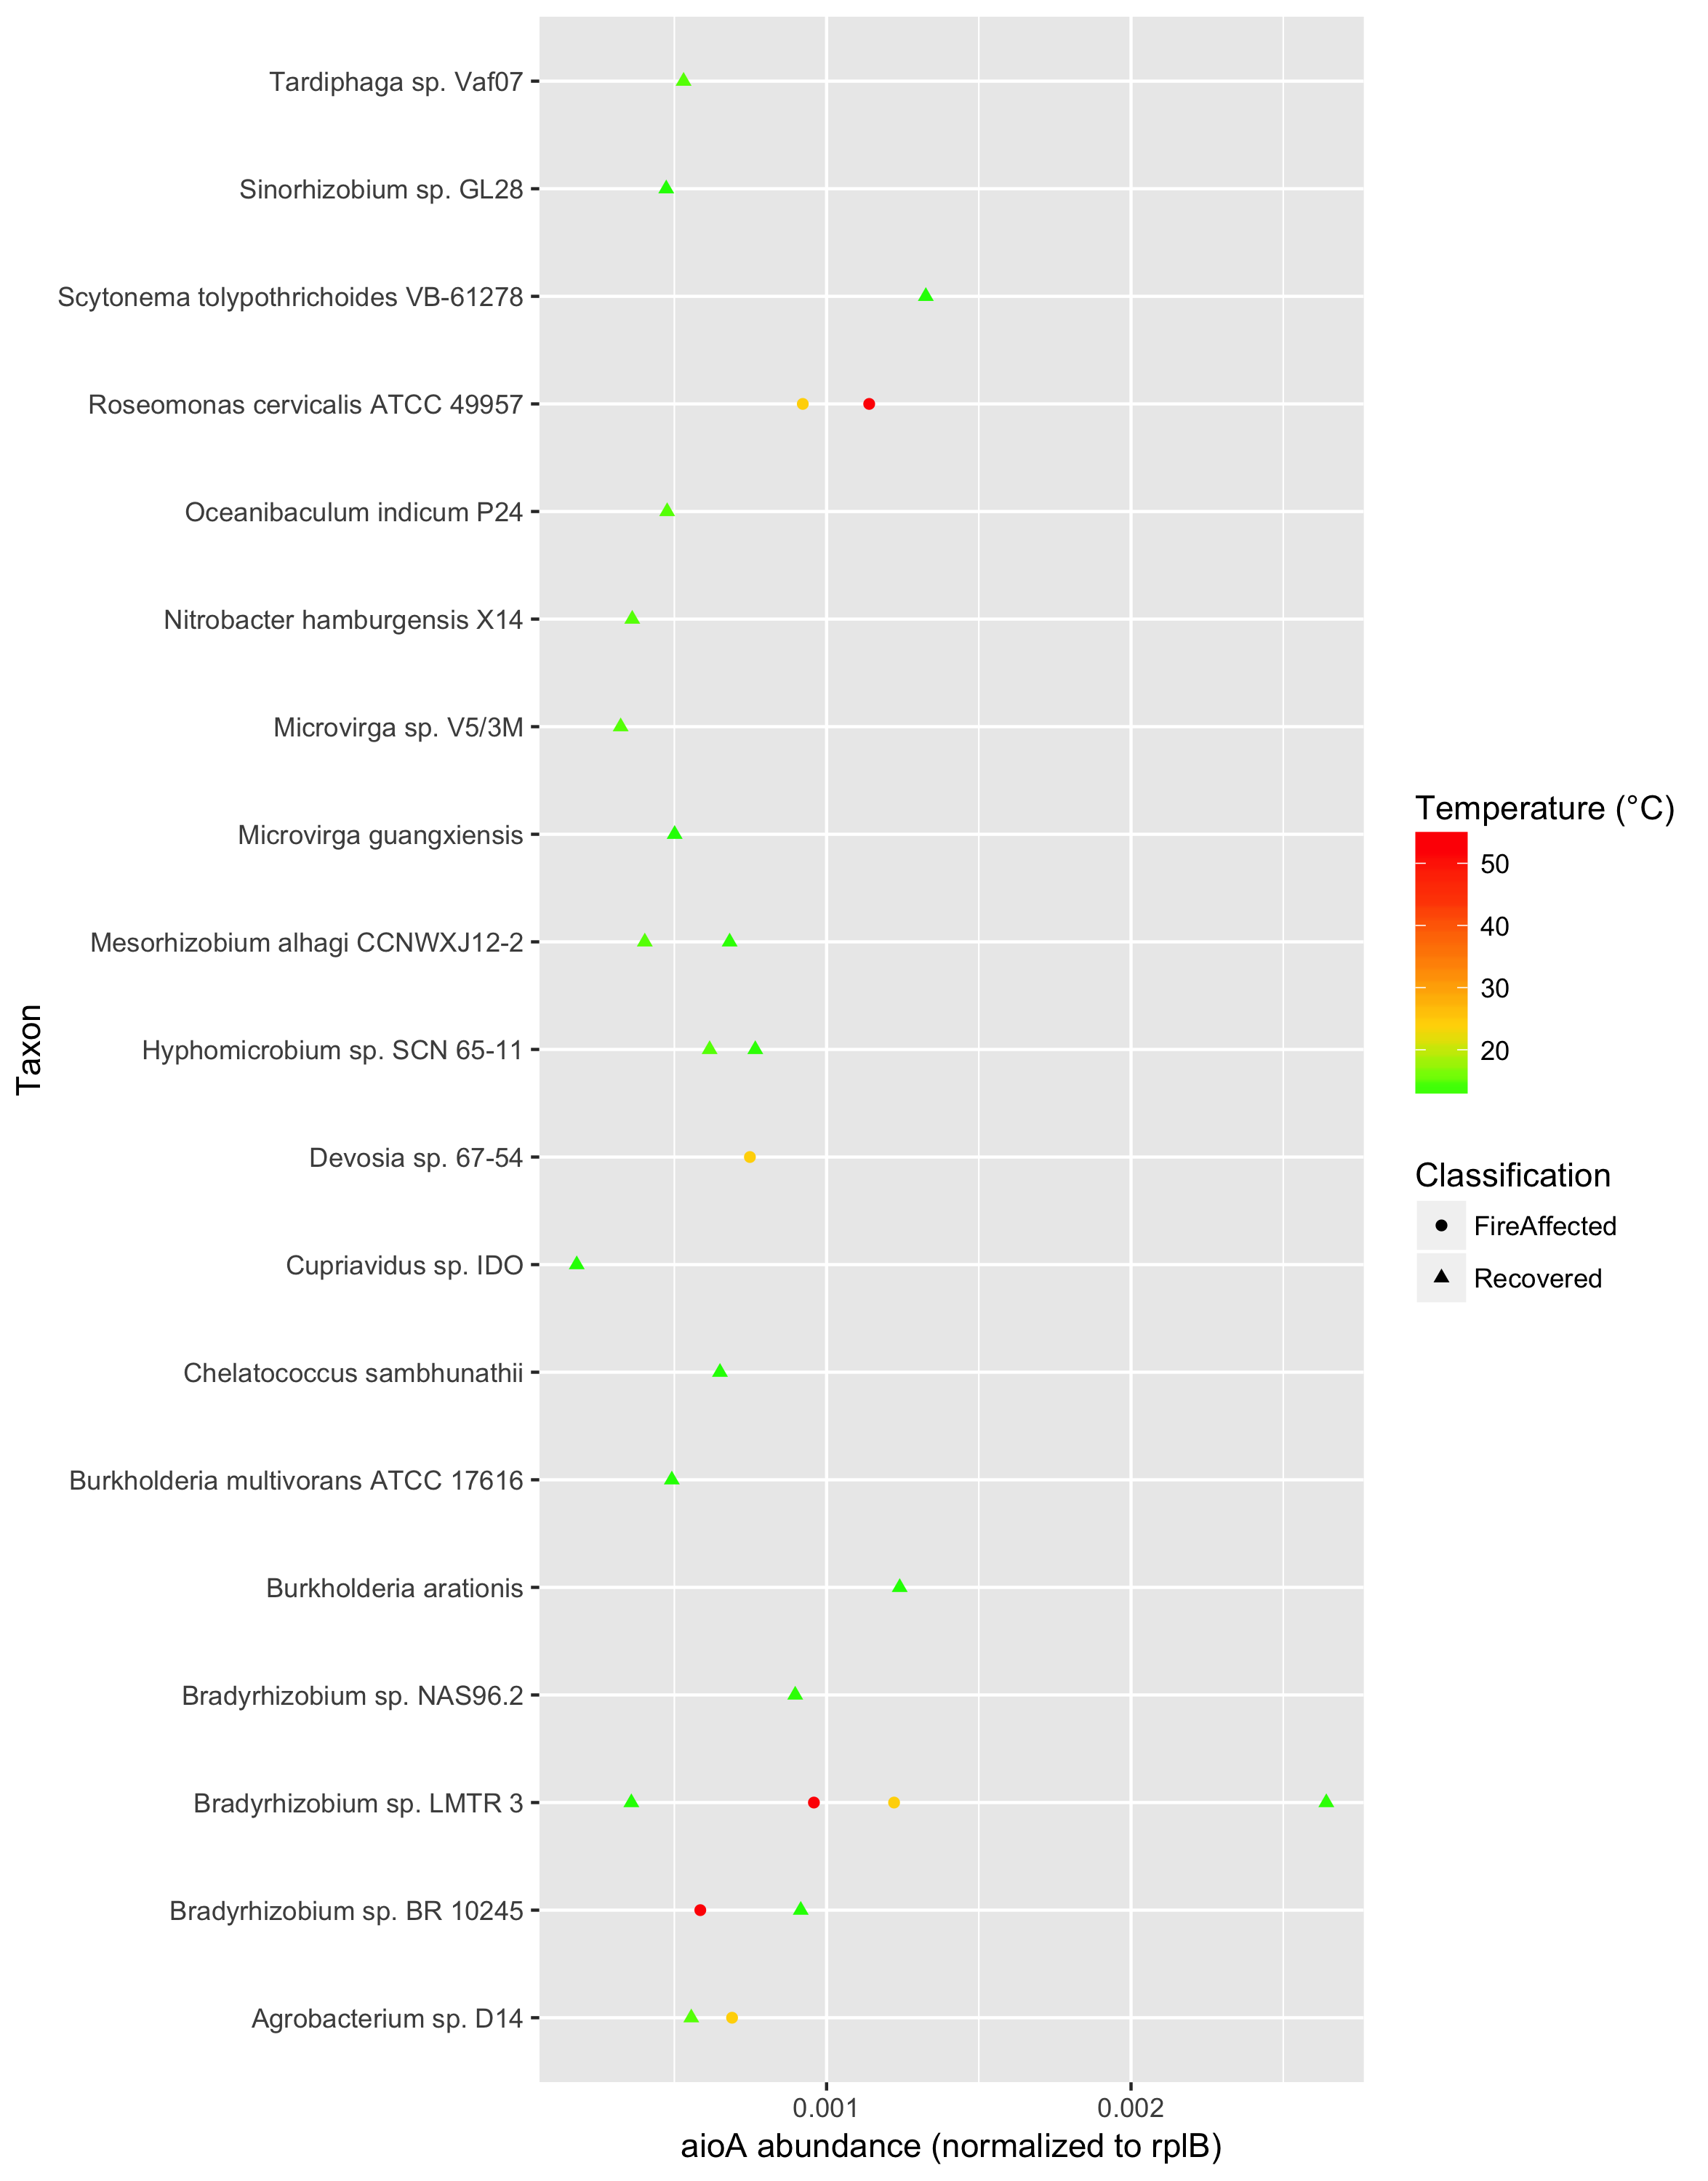 Taxon
Tardiphaga sp. Vaf07
Sinorhizobium sp. GL28
Scytonema tolypothrichoides VB-61278
Roseomonas cervicalis ATCC 49957
Oceanibaculum indicum P24
Nitrobacter hamburgensis X14
Microvirga sp. V5/3M
Microvirga guangxiensis
Mesorhizobium alhagi CCNWXJ12-2
Hyphomicrobium sp. SCN 65-11
Devosia sp. 67-54
Cupriavidus sp. IDO
Chelatococcus sambhunathii
Burkholderia multivorans ATCC 17616
Burkholderia arationis
Bradyrhizobium sp. NAS96.2
Bradyrhizobium sp. LMTR 3
Bradyrhizobium sp. BR 10245
Agrobacterium sp. D14
0.001
0.002
aioA abundance (normalized to rplB)
Temperature (°C)
50
40
30
20
Classification
FireAffected
Recovered